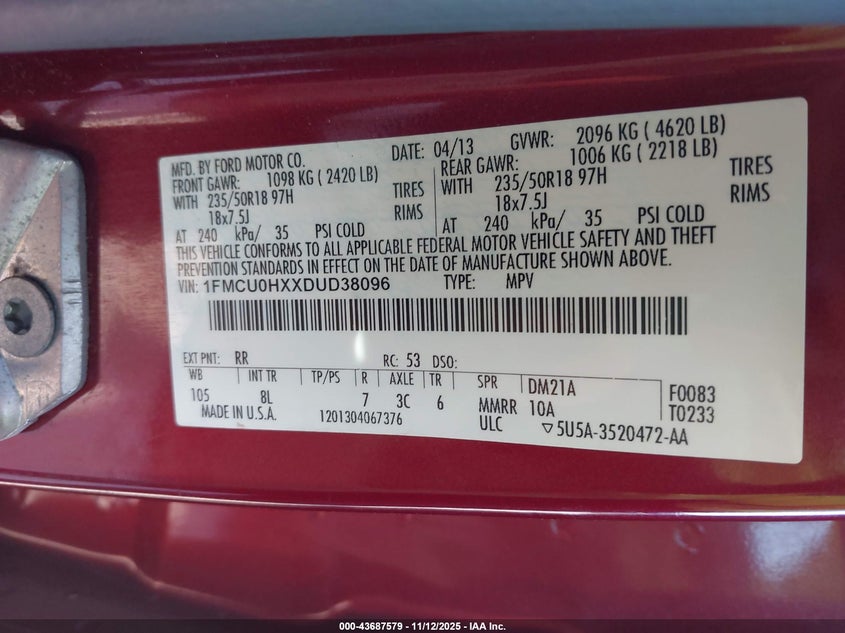 MFD. BY FORD MOTOR CO. DATE: 04/13 GVWR: 2096 KG ( 4620 LB)
FRONT GAWR: 1098 KG ( 2420 LB) REAR GAWR: 1006 KG ( 2218 LB)
WITH 235/50R18 97H TIRES WITH 235/50R18 97H TIRES
18x7.5J RIMS 18x7.5J RIMS
AT 240 kPa/ 35 PSI COLD AT 240 kPa/ 35 PSI COLD
THIS VEHICLE CONFORMS TO ALL APPLICABLE FEDERAL MOTOR VEHICLE SAFETY AND THEFT
PREVENTION STANDARDS IN EFFECT ON THE DATE OF MANUFACTURE SHOWN ABOVE.
VIN: 1FMCU0HXXDUD38096 TYPE: MPV
EXT PNT: RR RC: 53 DSO:
WB INT TR TP/PS R AXLE TR SPR DM21A F0083
105 8L 7 3C 6 MMRR 10A T0233
MADE IN U.S.A. 1201304067376 ULC ▽5U5A-3520472-AA
000-43687579 - 11/12/2025 - IAA Inc.